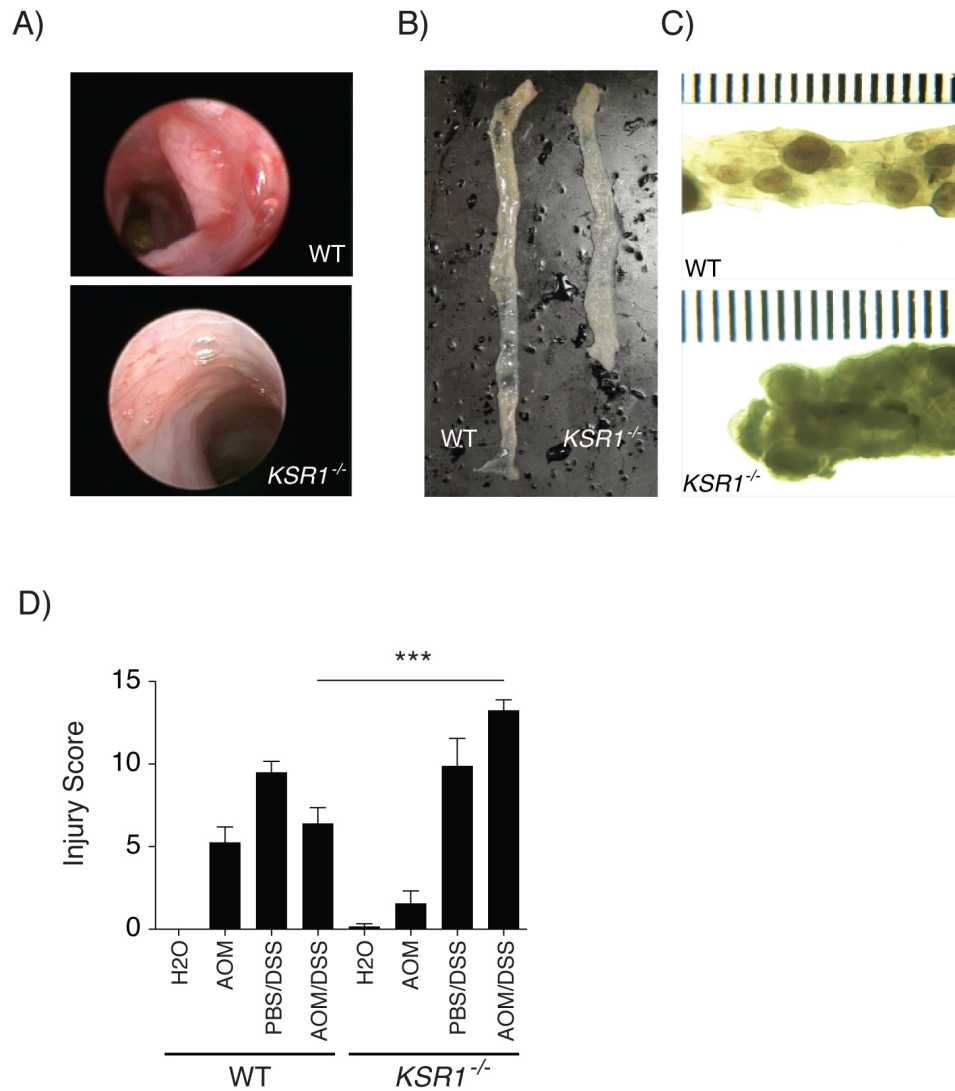 A)
B)
C)
WT
KSR1-/-
WT
KSR1-/-
WT
KSR1-/-
D)
***
15
10
5
0
Injury Score
H2O
AOM
PBS/DSS
AOM/DSS
H2O
AOM
PBS/DSS
AOM/DSS
WT
KSR1-/-